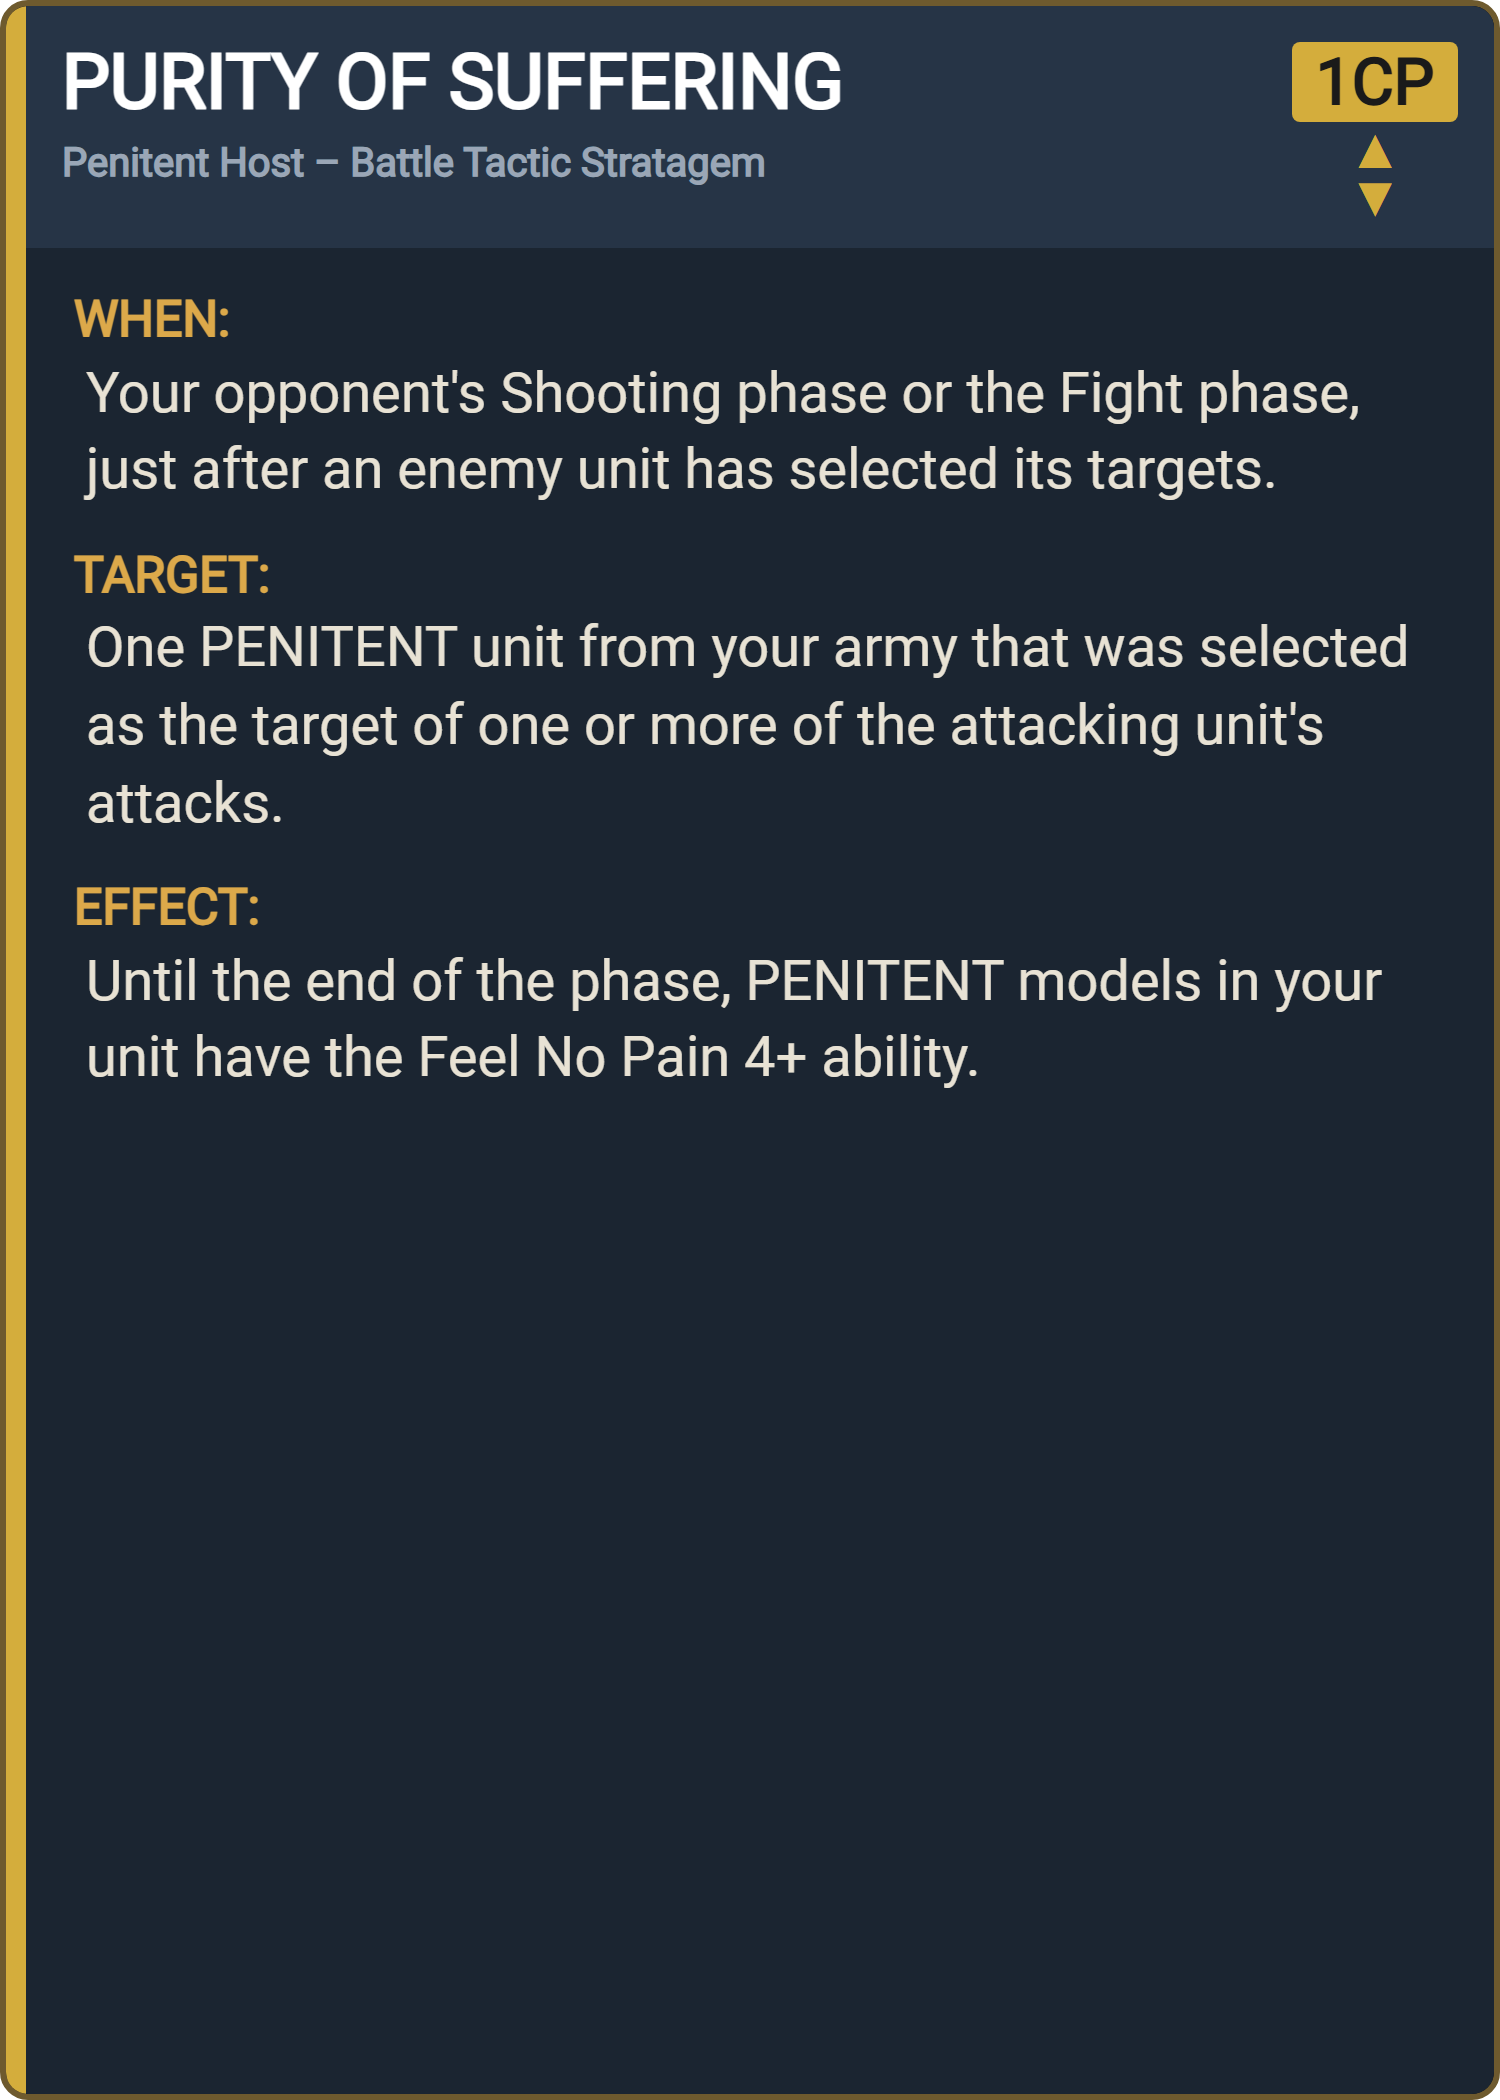 PURITY OF SUFFERING
1CP
Penitent Host – Battle Tactic Stratagem
WHEN:
Your opponent's Shooting phase or the Fight phase,
just after an enemy unit has selected its targets.
TARGET:
One PENITENT unit from your army that was selected
as the target of one or more of the attacking unit's
attacks.
EFFECT:
Until the end of the phase, PENITENT models in your
unit have the Feel No Pain 4+ ability.